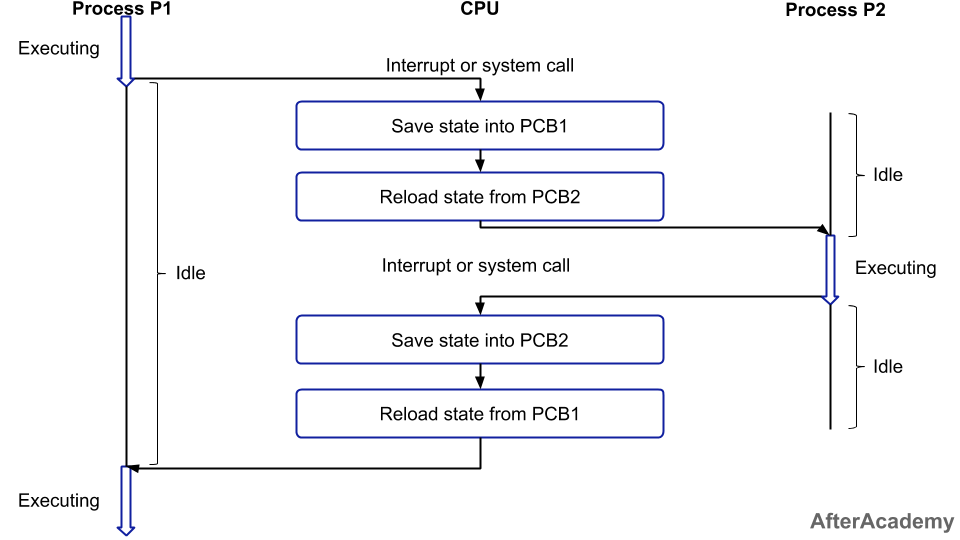 Process P1
CPU
Process P2
Executing
Interrupt or system call
Save state into PCB1
Idle
Reload state from PCB2
Interrupt or system call
Executing
Idle
Save state into PCB2
Idle
Reload state from PCB1
Executing
AfterAcademy